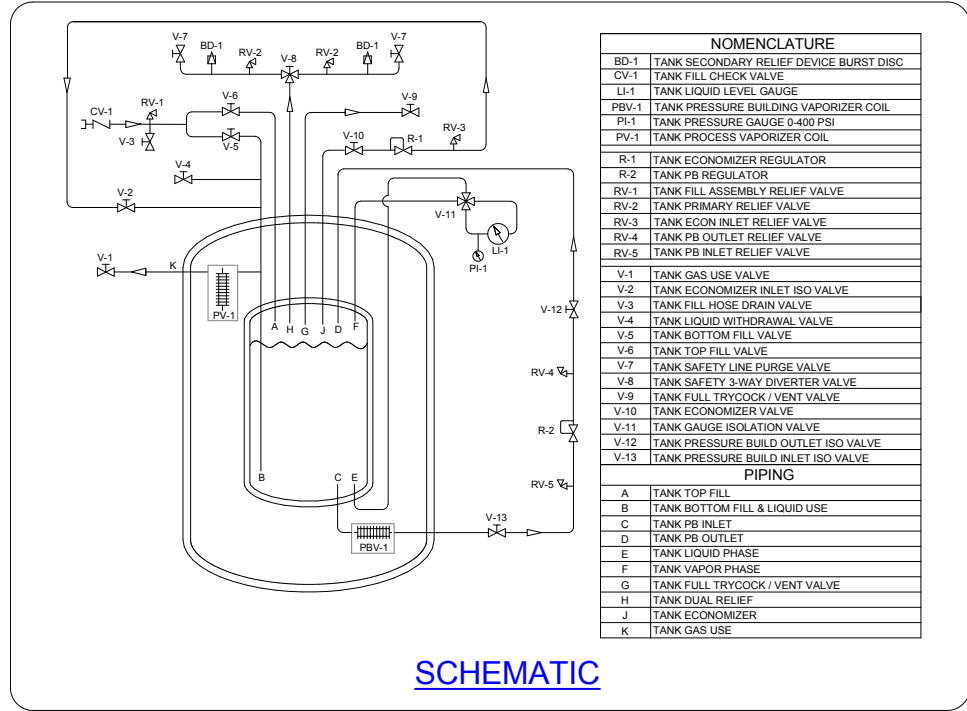 V-7
BD-1
RV-2
V-8
RV-2
BD-1
V-7
CV-1
RV-1
V-6
V-9
V-3
V-5
V-10
R-1
RV-3
V-4
V-2
V-11
LI-1
PI-1
V-1
K
PV-1
A H G J D F
V-12
RV-4
R-2
B
C E
RV-5
V-13
PBV-1
NOMENCLATURE
BD-1 TANK SECONDARY RELIEF DEVICE BURST DISC
CV-1 TANK FILL CHECK VALVE
LI-1 TANK LIQUID LEVEL GAUGE
PBV-1 TANK PRESSURE BUILDING VAPORIZER COIL
PI-1 TANK PRESSURE GAUGE 0-400 PSI
PV-1 TANK PROCESS VAPORIZER COIL
R-1 TANK ECONOMIZER REGULATOR
R-2 TANK PB REGULATOR
RV-1 TANK FILL ASSEMBLY RELIEF VALVE
RV-2 TANK PRIMARY RELIEF VALVE
RV-3 TANK ECON INLET RELIEF VALVE
RV-4 TANK PB OUTLET RELIEF VALVE
RV-5 TANK PB INLET RELIEF VALVE
V-1 TANK GAS USE VALVE
V-2 TANK ECONOMIZER INLET ISO VALVE
V-3 TANK FILL HOSE DRAIN VALVE
V-4 TANK LIQUID WITHDRAWAL VALVE
V-5 TANK BOTTOM FILL VALVE
V-6 TANK TOP FILL VALVE
V-7 TANK SAFETY LINE PURGE VALVE
V-8 TANK SAFETY 3-WAY DIVERTER VALVE
V-9 TANK FULL TRYCOCK / VENT VALVE
V-10 TANK ECONOMIZER VALVE
V-11 TANK GAUGE ISOLATION VALVE
V-12 TANK PRESSURE BUILD OUTLET ISO VALVE
V-13 TANK PRESSURE BUILD INLET ISO VALVE
PIPING
A TANK TOP FILL
B TANK BOTTOM FILL & LIQUID USE
C TANK PB INLET
D TANK PB OUTLET
E TANK LIQUID PHASE
F TANK VAPOR PHASE
G TANK FULL TRYCOCK / VENT VALVE
H TANK DUAL RELIEF
J TANK ECONOMIZER
K TANK GAS USE
SCHEMATIC